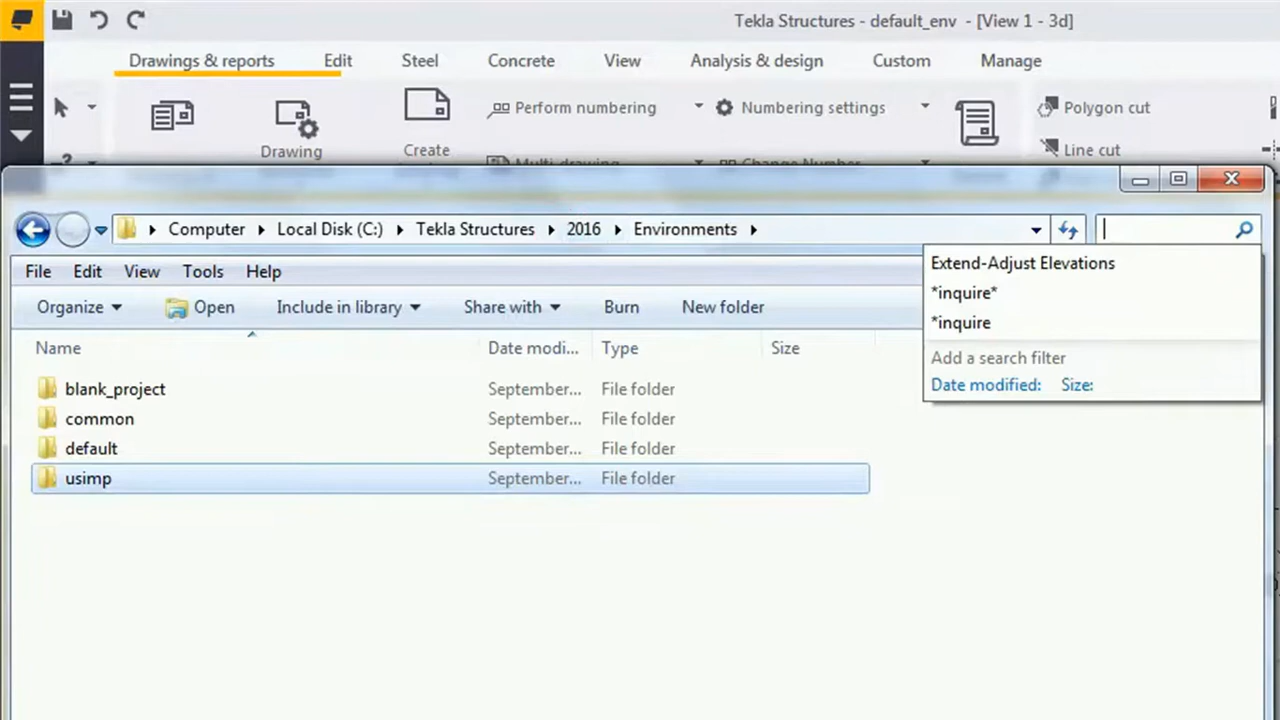 Tekla Structures - default_env - [View 1 - 3d]
Drawings & reports Edit Steel Concrete View Analysis & design Custom Manage
Perform numbering Numbering settings Polygon cut
Drawing Create Multi-drawing Change Number Line cut
Computer Local Disk (C:) Tekla Structures 2016 Environments
File Edit View Tools Help
Extend-Adjust Elevations
*inquire*
*inquire
Add a search filter
Date modified: Size:
Organize Open Include in library Share with Burn New folder
Name Date modi... Type Size
blank_project September... File folder
common September... File folder
default September... File folder
usimp September... File folder